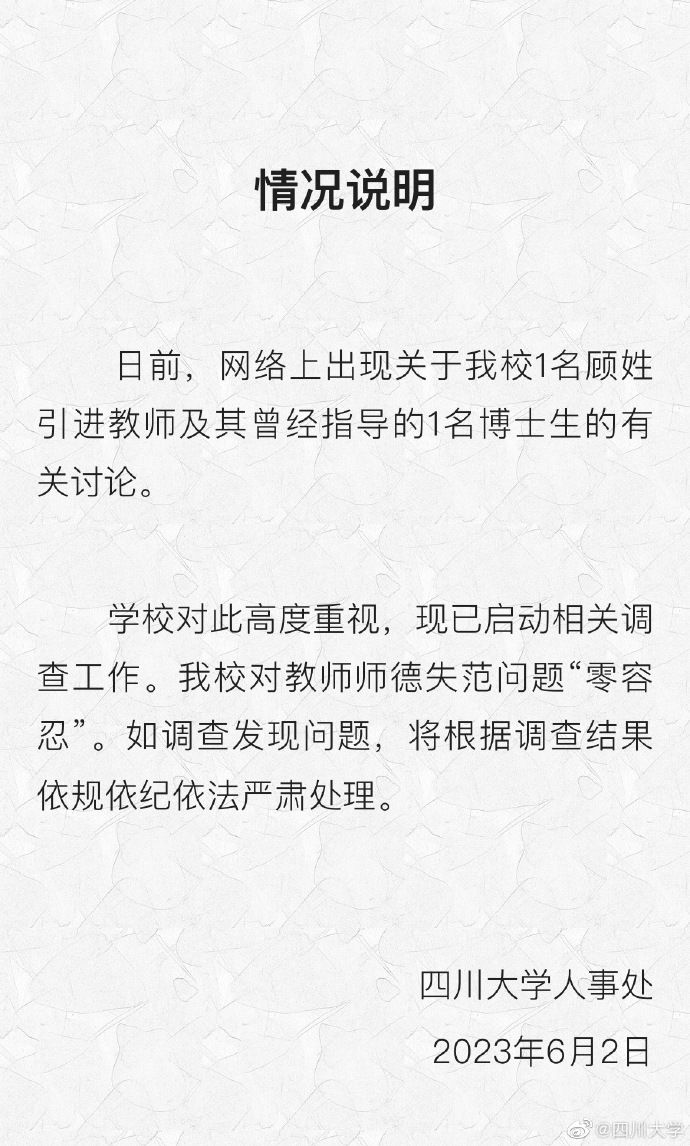 情况说明
日前，网络上出现关于我校1名顾姓
引进教师及其曾经指导的1名博士生的有
关讨论。
学校对此高度重视，现已启动相关调
查工作。我校对教师师德失范问题“零容
忍”。如调查发现问题，将根据调查结果
依规依纪依法严肃处理。
四川大学人事处
2023年6月2日
@四川大学